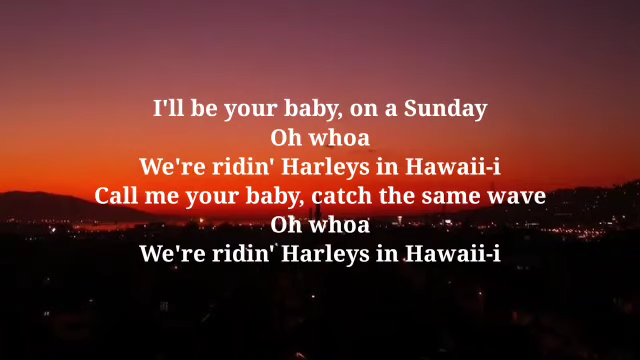 I'll be your baby, on a Sunday
Oh whoa
We're ridin' Harleys in Hawaii-i
Call me your baby, catch the same wave
Oh whoa
We're ridin' Harleys in Hawaii-i